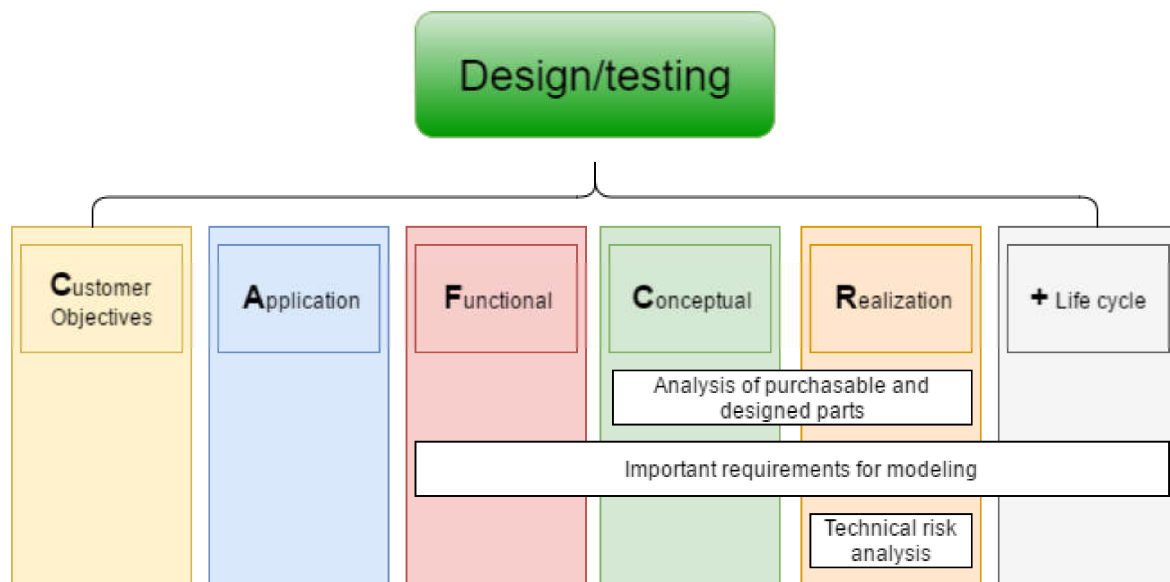 Design/testing
Customer
Objectives
Application
Functional
Conceptual
Realization
+ Life cycle
Analysis of purchasable and
designed parts
Important requirements for modeling
Technical risk
analysis